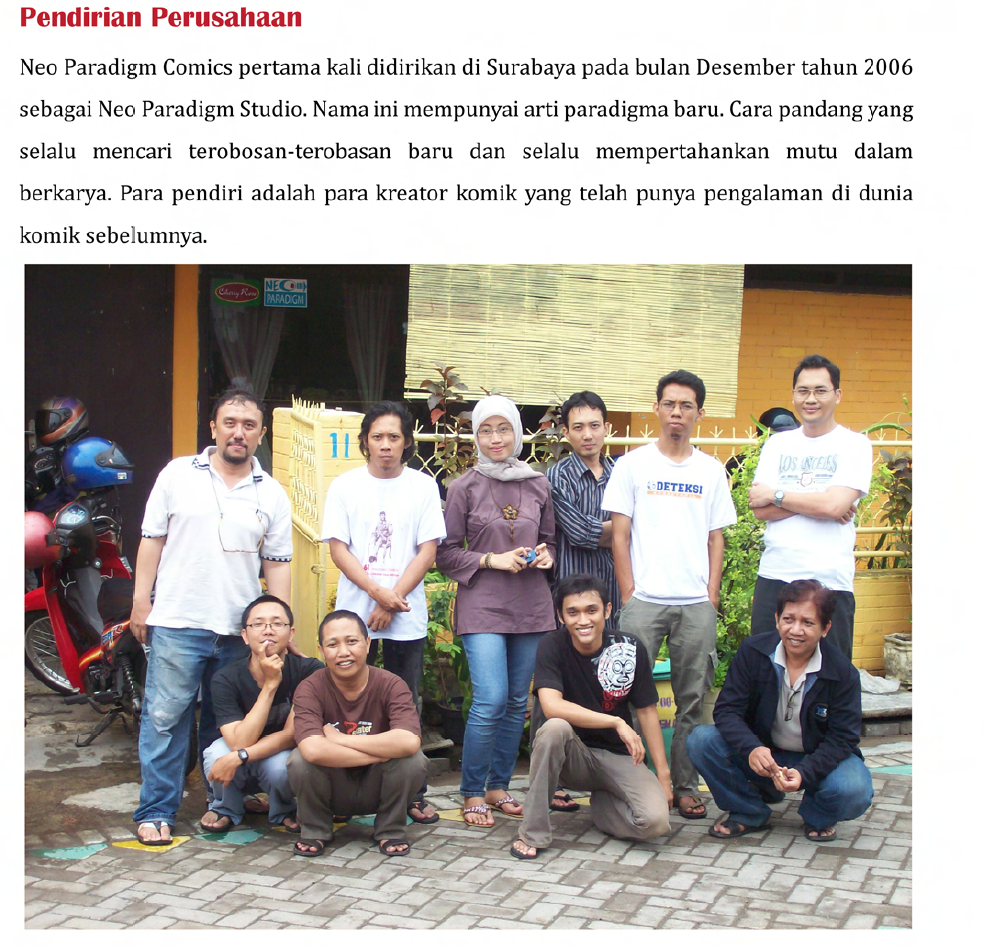 Pendirian Perusahaan
Neo Paradigm Comics pertama kali didirikan di Surabaya pada bulan Desember tahun 2006
sebagai Neo Paradigm Studio. Nama ini mempunyai arti paradigma baru. Cara pandang yang
selalu mencari terobosan-terobasan baru dan selalu mempertahankan mutu dalam
berkarya. Para pendiri adalah para kreator komik yang telah punya pengalaman di dunia
komik sebelumnya.
NEO
PARADIGM
11
DETEKSI
LOS ANGELES